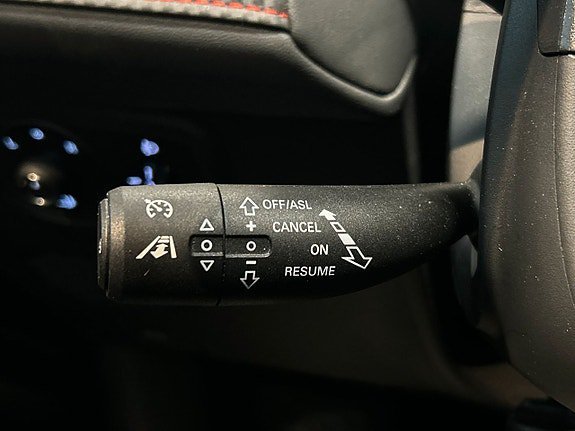 OFF/ASL
+ CANCEL
ON
− RESUME